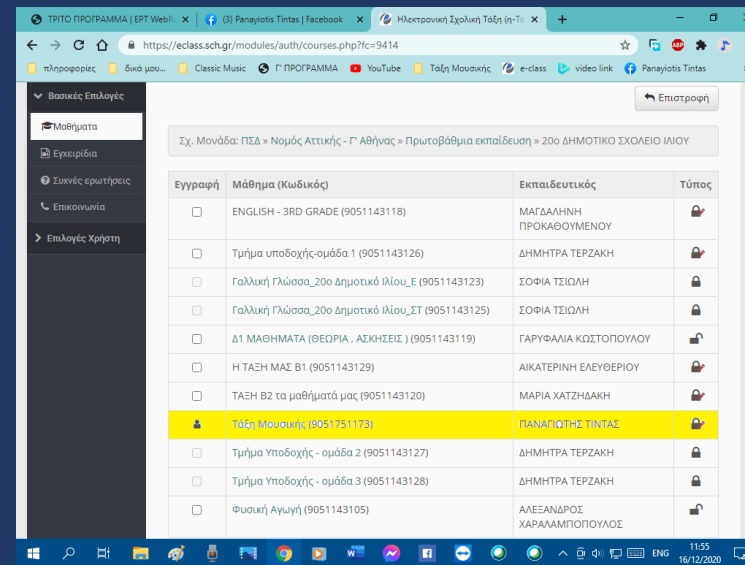 ΤΡΙΤΟ ΠΡΟΓΡΑΜΜΑ | ΕΡΤ WebR
(3) Panayiotis Tintas | Facebook
Ηλεκτρονική Σχολική Τάξη (η-Τά
https://eclass.sch.gr/modules/auth/courses.php?fc=9414
πληροφορίες
δικά μου...
Classic Music
Γ' ΠΡΟΓΡΑΜΜΑ
YouTube
Τάξη Μουσικής
e-class
video link
Panayiotis Tintas
Βασικές Επιλογές
Μαθήματα
Εγχειρίδια
Συχνές ερωτήσεις
Επικοινωνία
Επιλογές Χρήστη
Επιστροφή
Σχ. Μονάδα: ΠΣΔ » Νομός Αττικής - Γ' Αθήνας » Πρωτοβάθμια εκπαίδευση » 20ο ΔΗΜΟΤΙΚΟ ΣΧΟΛΕΙΟ ΙΛΙΟΥ
Εγγραφή Μάθημα (Κωδικός) Εκπαιδευτικός Τύπος
ENGLISH - 3RD GRADE (9051143118) ΜΑΓΔΑΛΗΝΗ
ΠΡΟΚΑΘΟΥΜΕΝΟΥ
Τμήμα υποδοχής-ομάδα 1 (9051143126) ΔΗΜΗΤΡΑ ΤΕΡΖΑΚΗ
Γαλλική Γλώσσα_20ο Δημοτικό Ιλίου_Ε (9051143123) ΣΟΦΙΑ ΤΣΙΩΛΗ
Γαλλική Γλώσσα_20ο Δημοτικό Ιλίου_ΣΤ (9051143125) ΣΟΦΙΑ ΤΣΙΩΛΗ
Δ1 ΜΑΘΗΜΑΤΑ (ΘΕΩΡΙΑ , ΑΣΚΗΣΕΙΣ ) (9051143119) ΓΑΡΥΦΑΛΙΑ ΚΩΣΤΟΠΟΥΛΟΥ
Η ΤΑΞΗ ΜΑΣ Β1 (9051143129) ΑΙΚΑΤΕΡΙΝΗ ΕΛΕΥΘΕΡΙΟΥ
ΤΑΞΗ Β2 τα μαθήματά μας (9051143120) ΜΑΡΙΑ ΧΑΤΖΗΔΑΚΗ
Τάξη Μουσικής (9051751173) ΠΑΝΑΓΙΩΤΗΣ ΤΙΝΤΑΣ
Τμήμα Υποδοχής - ομάδα 2 (9051143127) ΔΗΜΗΤΡΑ ΤΕΡΖΑΚΗ
Τμήμα Υποδοχής - ομάδα 3 (9051143128) ΔΗΜΗΤΡΑ ΤΕΡΖΑΚΗ
Φυσική Αγωγή (9051143105) ΑΛΕΞΑΝΔΡΟΣ
ΧΑΡΑΛΑΜΠΟΠΟΥΛΟΣ
ENG
11:55
16/12/2020